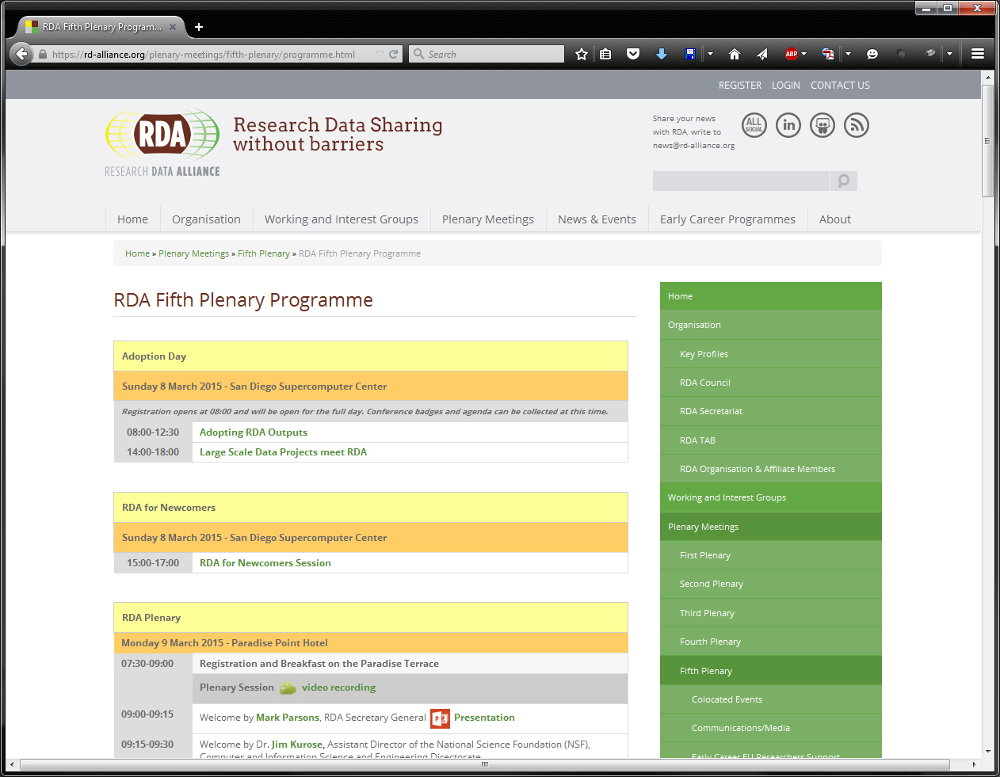 RDA Fifth Plenary Program...
https://rd-alliance.org/plenary-meetings/fifth-plenary/programme.html
Search
ABP
REGISTER LOGIN CONTACT US
RDA
RESEARCH DATA ALLIANCE
Research Data Sharing
without barriers
Share your news
with RDA, write to
news@rd-alliance.org
ALL
SOCIAL
in
Home Organisation Working and Interest Groups Plenary Meetings News & Events Early Career Programmes About
Home » Plenary Meetings » Fifth Plenary » RDA Fifth Plenary Programme
RDA Fifth Plenary Programme
Adoption Day
Sunday 8 March 2015 - San Diego Supercomputer Center
Registration opens at 08:00 and will be open for the full day. Conference badges and agenda can be collected at this time.
08:00-12:30 Adopting RDA Outputs
14:00-18:00 Large Scale Data Projects meet RDA
RDA for Newcomers
Sunday 8 March 2015 - San Diego Supercomputer Center
15:00-17:00 RDA for Newcomers Session
RDA Plenary
Monday 9 March 2015 - Paradise Point Hotel
07:30-09:00 Registration and Breakfast on the Paradise Terrace
Plenary Session video recording
09:00-09:15 Welcome by Mark Parsons, RDA Secretary General Presentation
09:15-09:30 Welcome by Dr. Jim Kurose, Assistant Director of the National Science Foundation (NSF),
Computer and Information Science and Engineering Directorate
Home
Organisation
Key Profiles
RDA Council
RDA Secretariat
RDA TAB
RDA Organisation & Affiliate Members
Working and Interest Groups
Plenary Meetings
First Plenary
Second Plenary
Third Plenary
Fourth Plenary
Fifth Plenary
Colocated Events
Communications/Media
Early Career EU Researchers Support